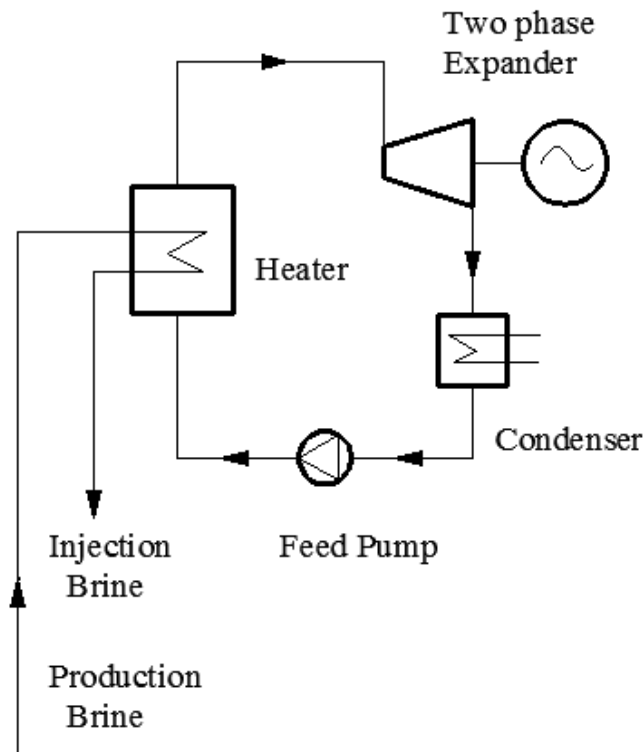 Two phase
Expander
Heater
Condenser
Injection
Brine
Feed Pump
Production
Brine